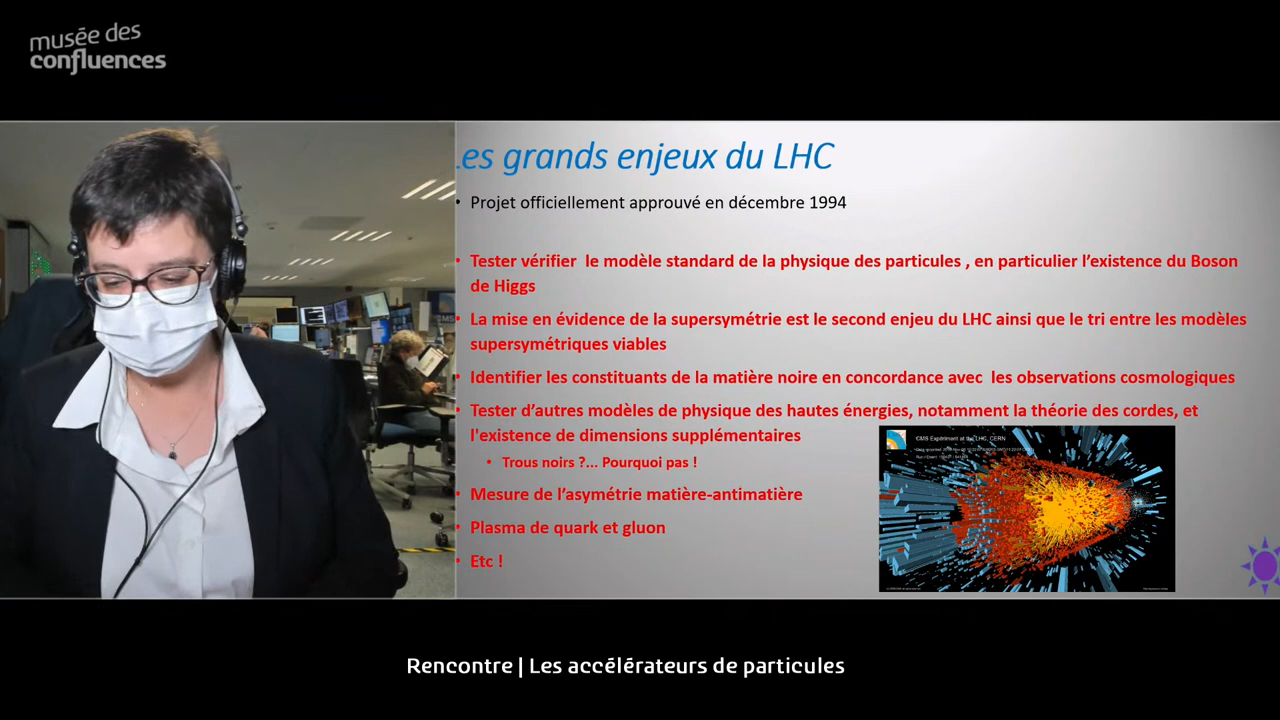 musée des
confluences
Les grands enjeux du LHC
• Projet officiellement approuvé en décembre 1994
• Tester vérifier le modèle standard de la physique des particules , en particulier l’existence du Boson
de Higgs
• La mise en évidence de la supersymétrie est le second enjeu du LHC ainsi que le tri entre les modèles
supersymétriques viables
• Identifier les constituants de la matière noire en concordance avec les observations cosmologiques
• Tester d’autres modèles de physique des hautes énergies, notamment la théorie des cordes, et
l'existence de dimensions supplémentaires
• Trous noirs ?... Pourquoi pas !
CMS Experiment at the LHC, CERN
• Mesure de l’asymétrie matière-antimatière
• Plasma de quark et gluon
• Etc !
Rencontre | Les accélérateurs de particules